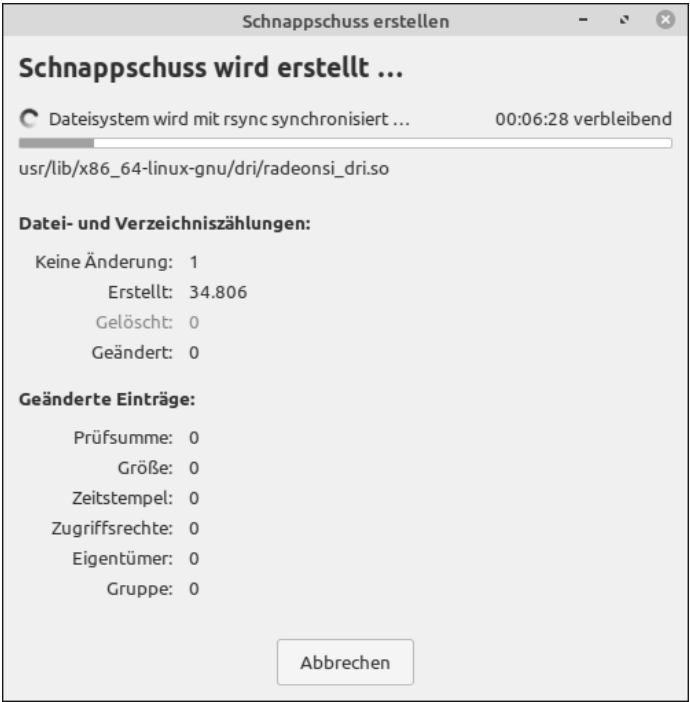 Schnappschuss erstellen
Schnappschuss wird erstellt ...
Dateisystem wird mit rsync synchronisiert ... 00:06:28 verbleibend
usr/lib/x86_64-linux-gnu/dri/radeonsi_dri.so
Datei- und Verzeichniszählungen:
Keine Änderung: 1
Erstellt: 34.806
Gelöscht: 0
Geändert: 0
Geänderte Einträge:
Prüfsumme: 0
Größe: 0
Zeitstempel: 0
Zugriffsrechte: 0
Eigentümer: 0
Gruppe: 0
Abbrechen